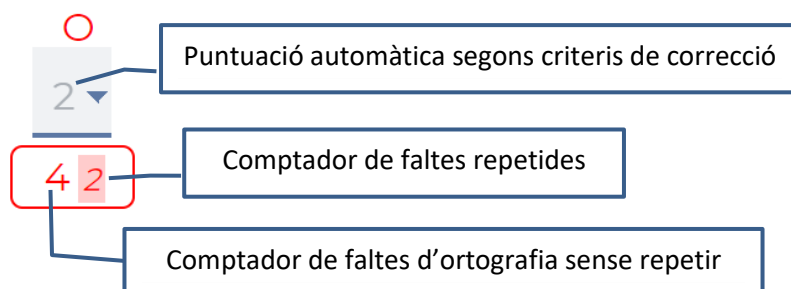 Puntuació automàtica segons criteris de correcció
2
Comptador de faltes repetides
4 2
Comptador de faltes d’ortografia sense repetir